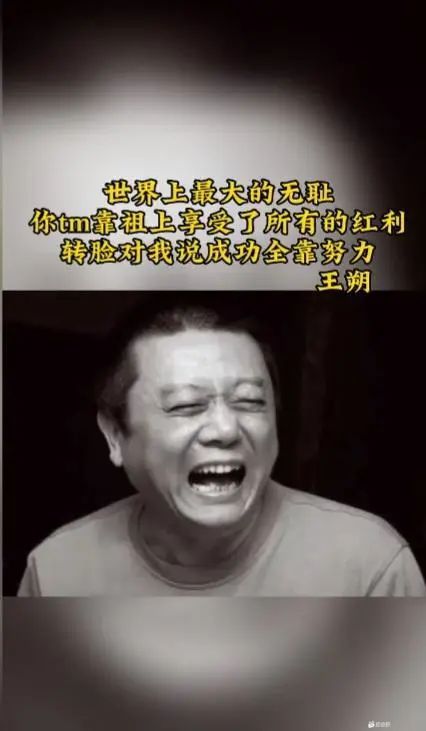 世界上最大的无耻
你tm靠祖上享受了所有的红利
转脸对我说成功全靠努力
王朔